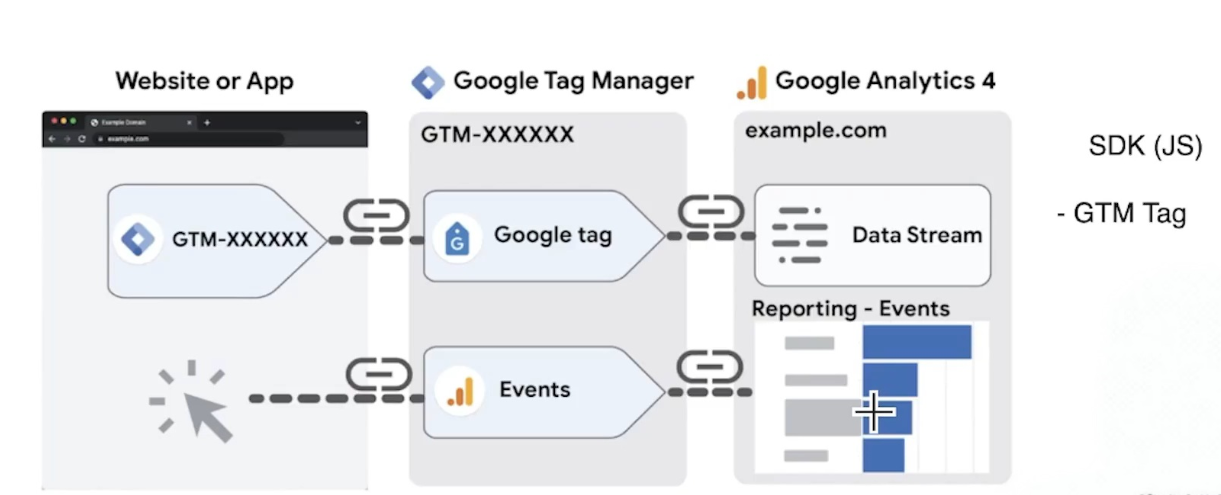 Website or App
Google Tag Manager
Google Analytics 4
Example Domain
example.com
GTM-XXXXXX
example.com
SDK (JS)
GTM-XXXXXX
G
Google tag
Data Stream
- GTM Tag
Reporting - Events
Events